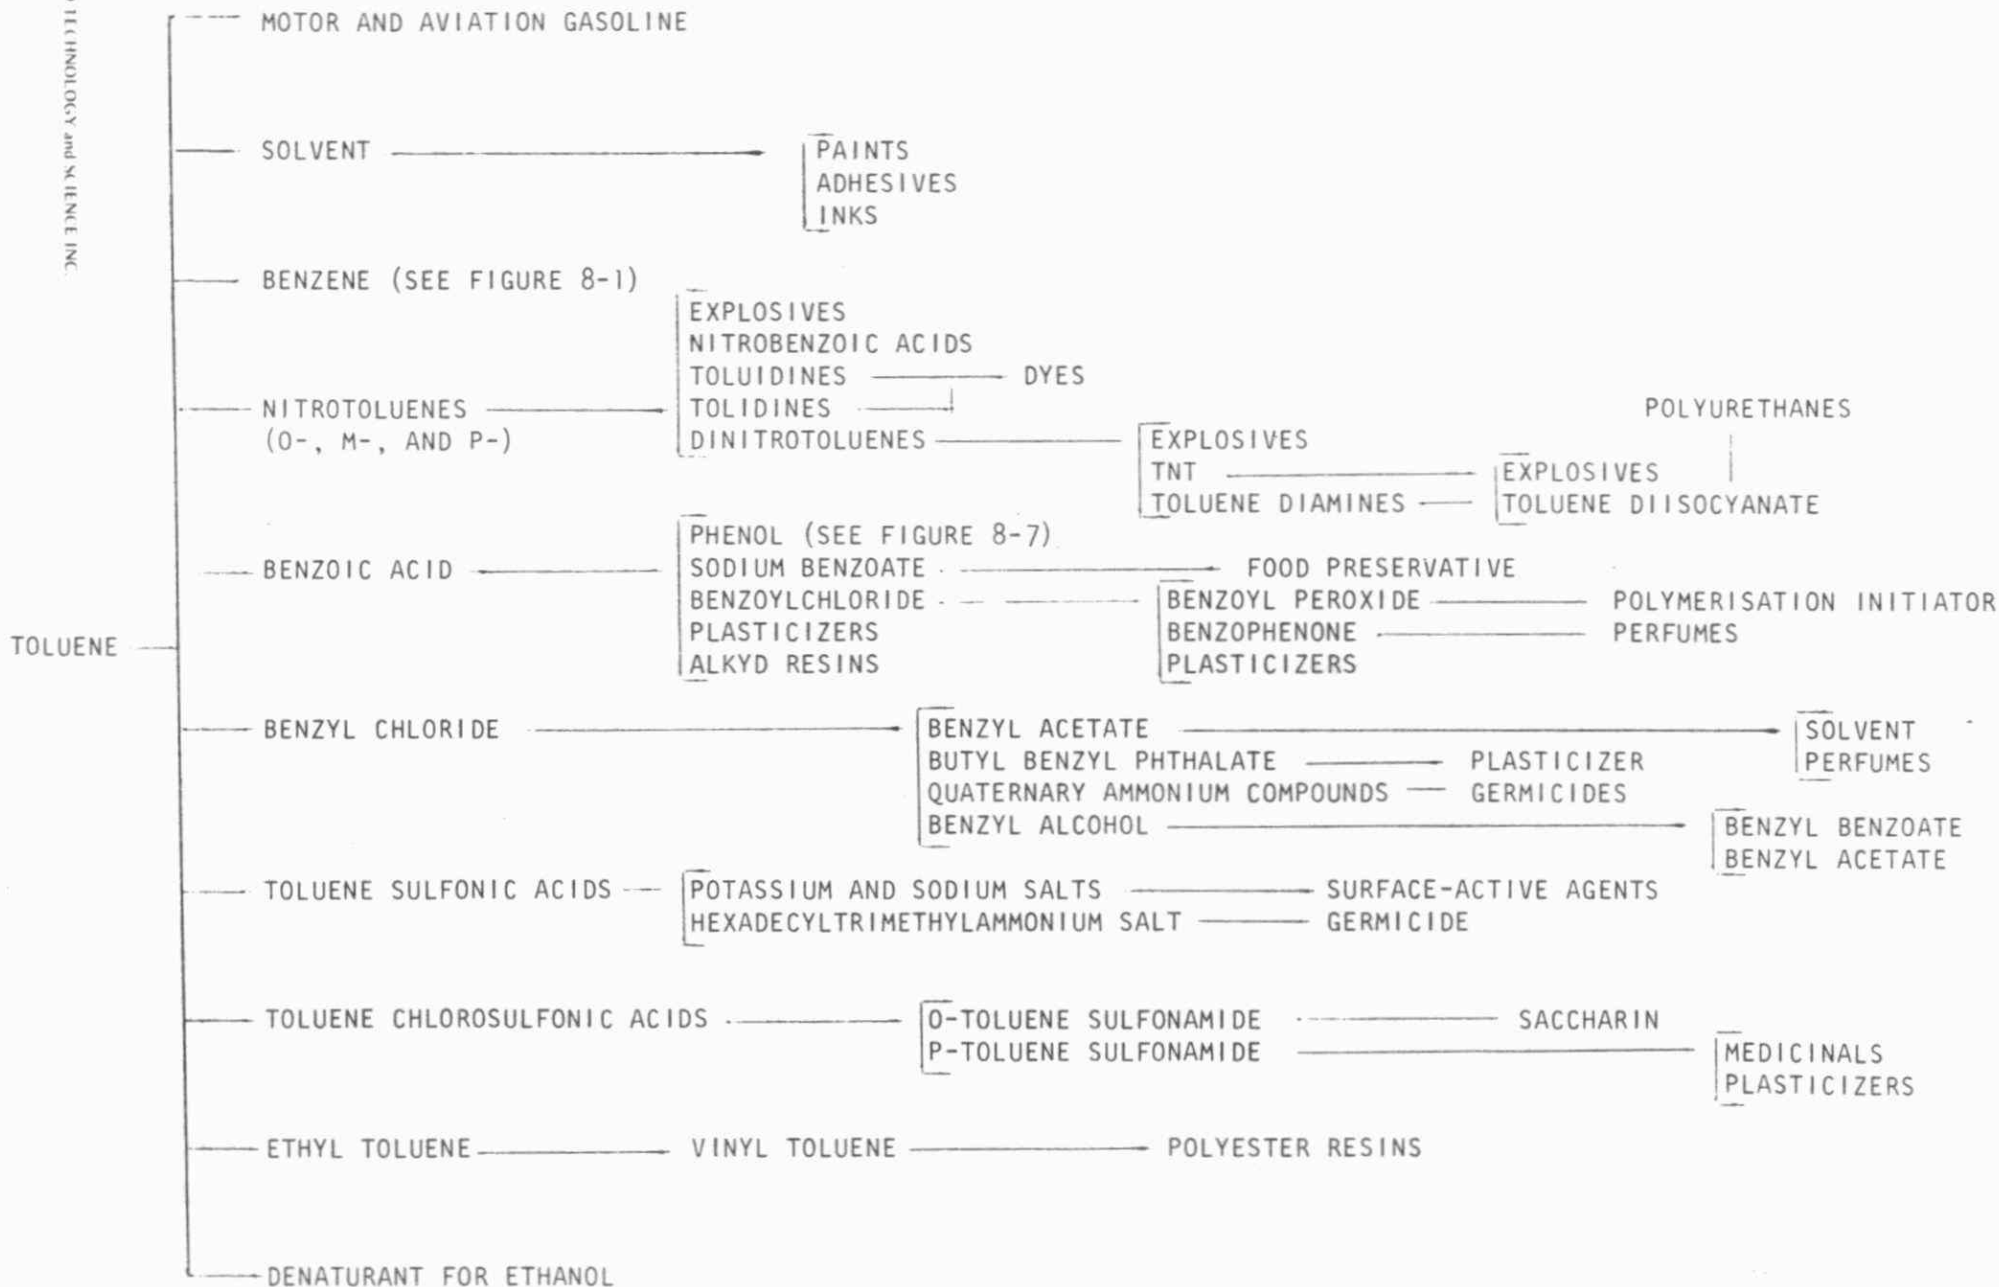 TECHNOLOGY and SCIENCE INC.
MOTOR AND AVIATION GASOLINE
SOLVENT
PAINTS
ADHESIVES
INKS
BENZENE (SEE FIGURE 8-1)
NITROTOLUENES
(O-, M-, AND P-)
EXPLOSIVES
NITROBENZOIC ACIDS
TOLUIDINES
DYES
TOLIDINES
DINITROTOLUENES
EXPLOSIVES
TNT
TOLUENE DIAMINES
EXPLOSIVES
TOLUENE DIISOCYANATE
POLYURETHANES
TOLUENE
BENZOIC ACID
PHENOL (SEE FIGURE 8-7)
SODIUM BENZOATE
FOOD PRESERVATIVE
BENZOYLCHLORIDE
BENZOYL PEROXIDE
POLYMERISATION INITIATOR
BENZOPHENONE
PERFUMES
PLASTICIZERS
PLASTICIZERS
ALKYD RESINS
BENZYL CHLORIDE
BENZYL ACETATE
SOLVENT
PERFUMES
BUTYL BENZYL PHTHALATE
PLASTICIZER
QUATERNARY AMMONIUM COMPOUNDS
GERMICIDES
BENZYL ALCOHOL
BENZYL BENZOATE
BENZYL ACETATE
TOLUENE SULFONIC ACIDS
POTASSIUM AND SODIUM SALTS
SURFACE-ACTIVE AGENTS
HEXADECYLTRIMETHYLAMMONIUM SALT
GERMICIDE
TOLUENE CHLOROSULFONIC ACIDS
O-TOLUENE SULFONAMIDE
SACCHARIN
P-TOLUENE SULFONAMIDE
MEDICINALS
PLASTICIZERS
ETHYL TOLUENE
VINYL TOLUENE
POLYESTER RESINS
DENATURANT FOR ETHANOL